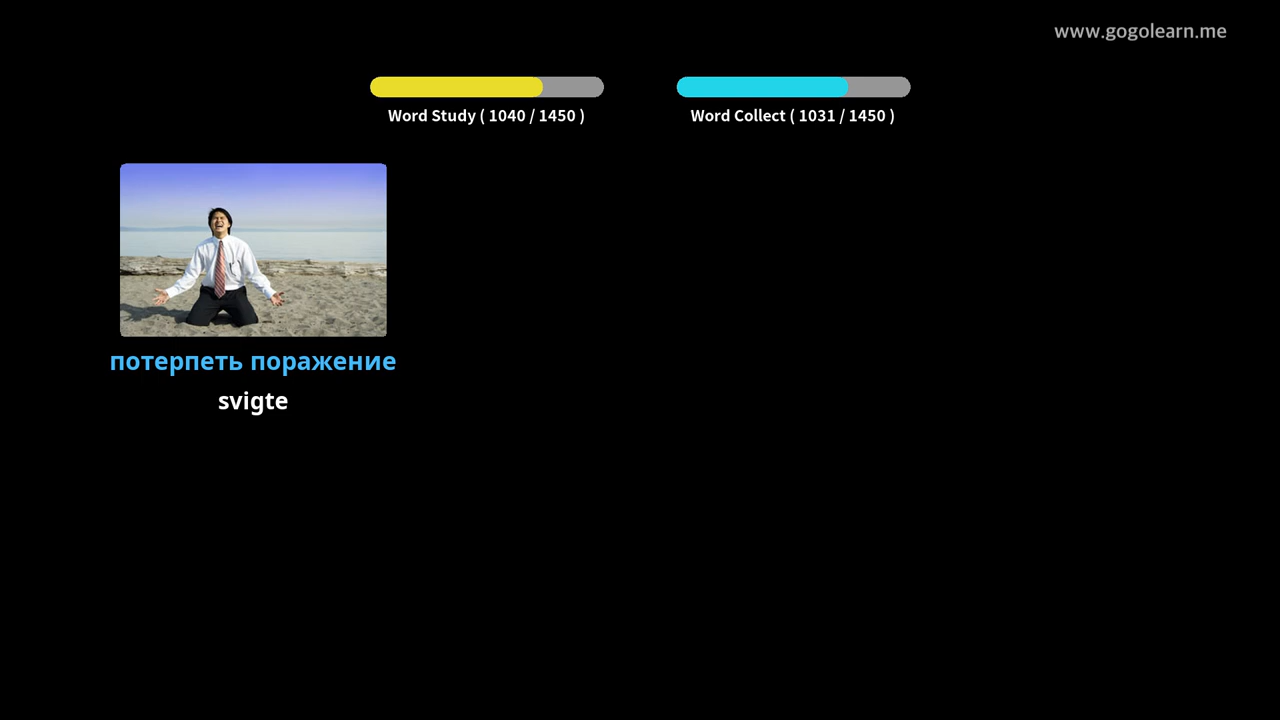 www.gogolearn.me
Word Study ( 1040 / 1450 )
Word Collect ( 1031 / 1450 )
потерпеть поражение
svigte